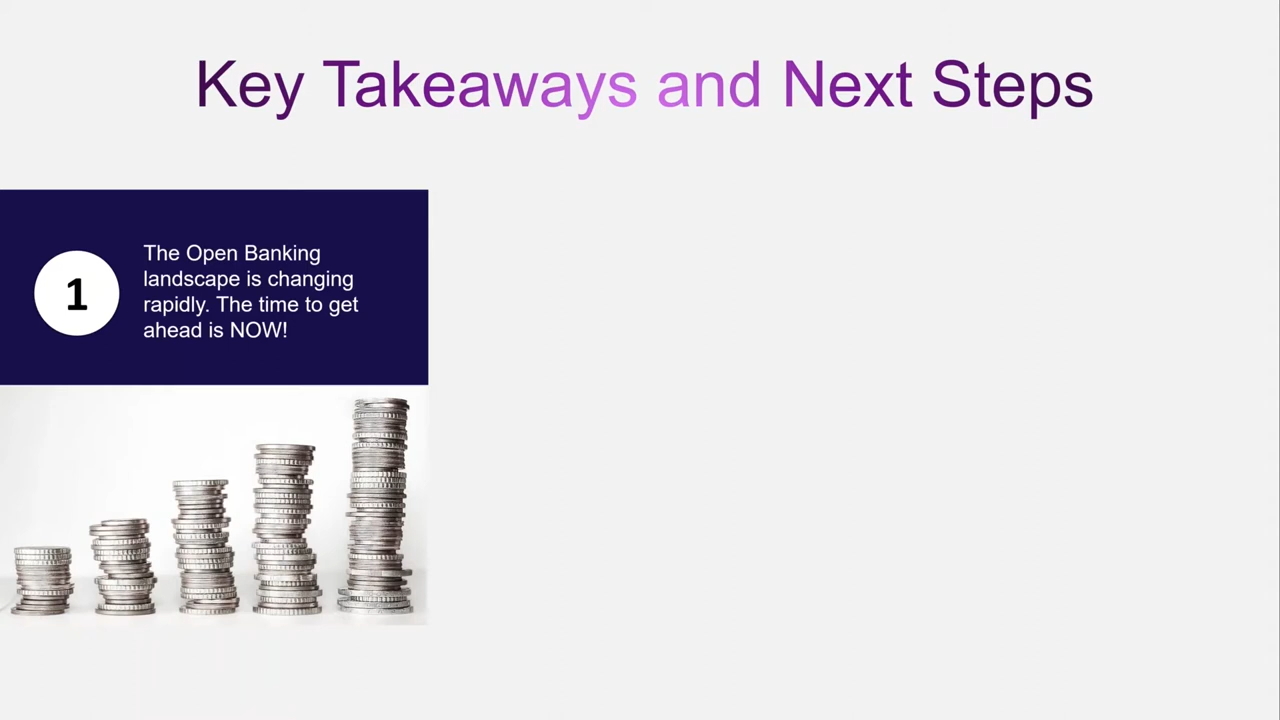 Key Takeaways and Next Steps
1
The Open Banking
landscape is changing
rapidly. The time to get
ahead is NOW!